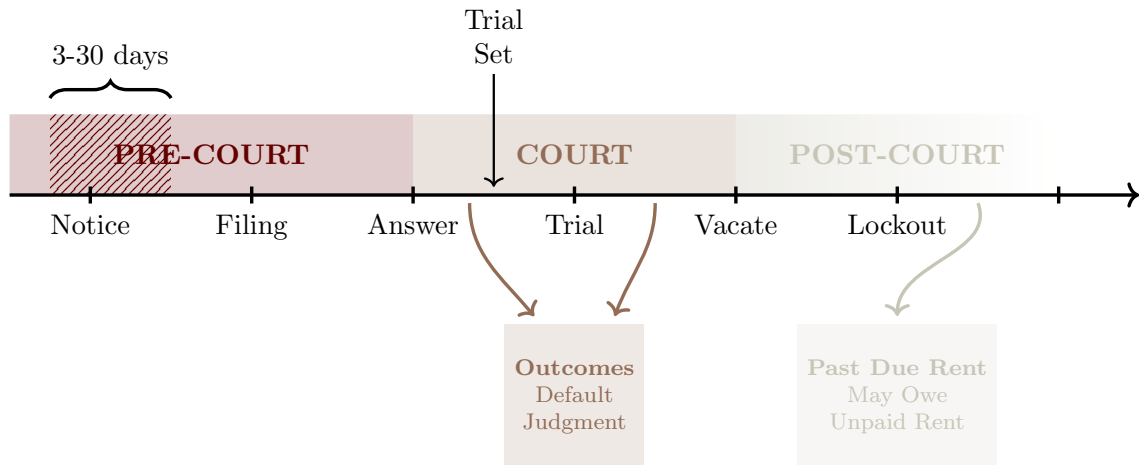 Trial
Set
3-30 days
PRE-COURT
COURT
POST-COURT
Notice
Filing
Answer
Trial
Vacate
Lockout
Outcomes
Default
Judgment
Past Due Rent
May Owe
Unpaid Rent